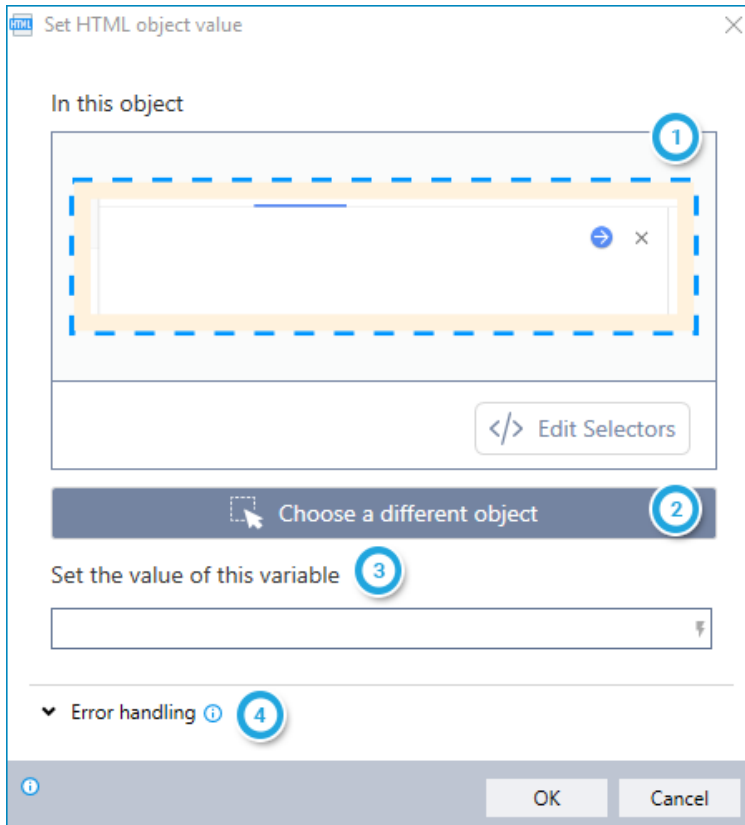 HTML Set HTML object value
In this object
1
</> Edit Selectors
Choose a different object
2
Set the value of this variable
3
Error handling
4
OK
Cancel